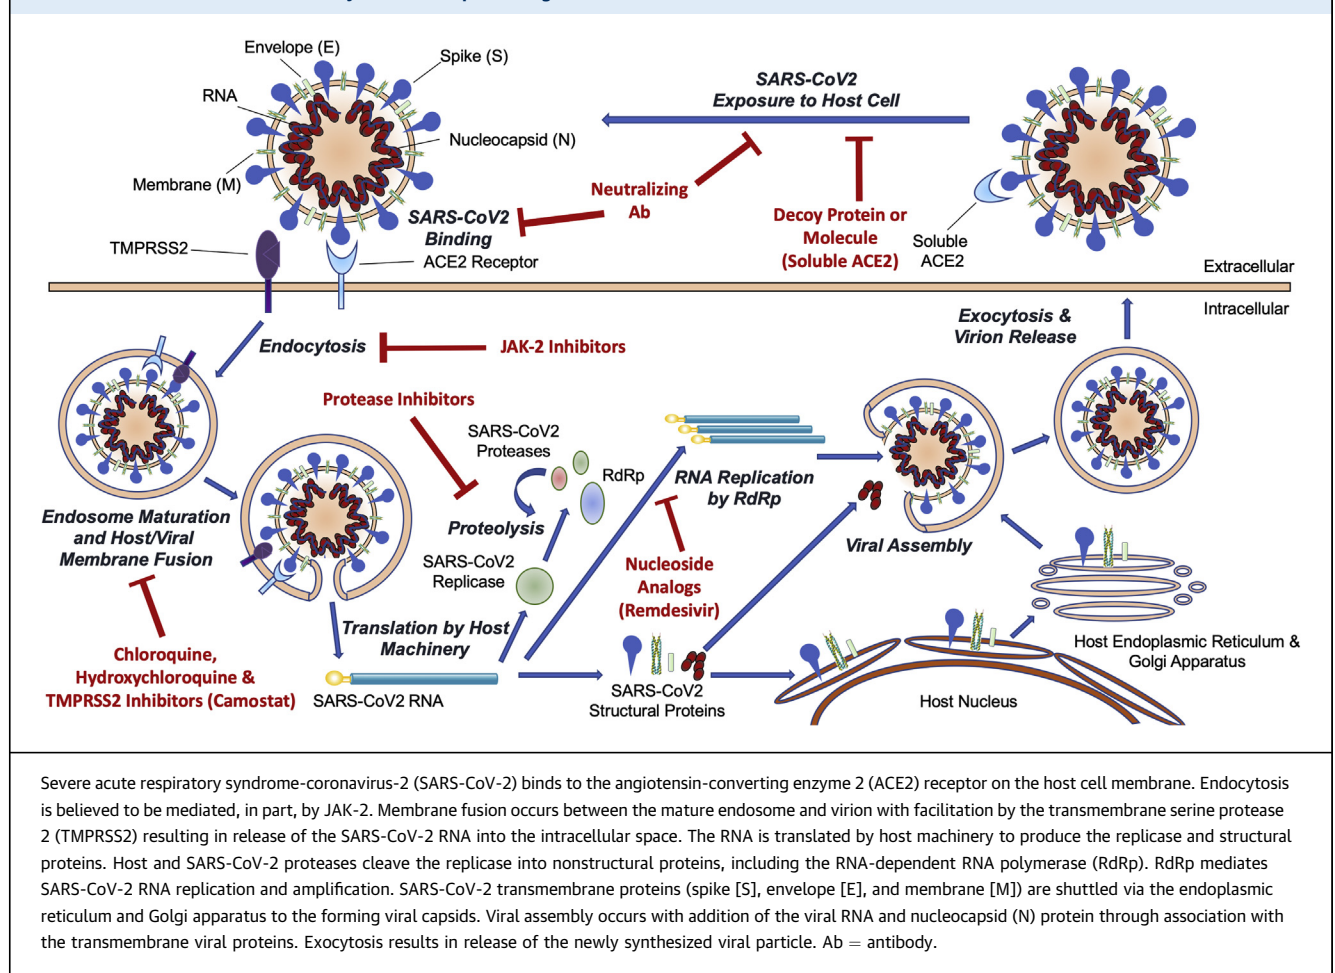 Envelope (E)
Spike (S)
RNA
Nucleocapsid (N)
Membrane (M)
SARS-CoV2
Exposure to Host Cell
Neutralizing
Ab
SARS-CoV2
Binding
Decoy Protein or
Molecule
(Soluble ACE2)
Soluble
ACE2
TMPRSS2
ACE2 Receptor
Extracellular
Intracellular
Endocytosis
JAK-2 Inhibitors
Exocytosis &
Virion Release
Protease Inhibitors
SARS-CoV2
Proteases
RdRp
RNA Replication
by RdRp
Proteolysis
Endosome Maturation
and Host/Viral
Membrane Fusion
SARS-CoV2
Replicase
Nucleoside
Analogs
(Remdesivir)
Viral Assembly
Translation by Host
Machinery
Chloroquine,
Hydroxychloroquine &
TMPRSS2 Inhibitors (Camostat)
SARS-CoV2 RNA
SARS-CoV2
Structural Proteins
Host Endoplasmic Reticulum &
Golgi Apparatus
Host Nucleus
Severe acute respiratory syndrome-coronavirus-2 (SARS-CoV-2) binds to the angiotensin-converting enzyme 2 (ACE2) receptor on the host cell membrane. Endocytosis
is believed to be mediated, in part, by JAK-2. Membrane fusion occurs between the mature endosome and virion with facilitation by the transmembrane serine protease
2 (TMPRSS2) resulting in release of the SARS-CoV-2 RNA into the intracellular space. The RNA is translated by host machinery to produce the replicase and structural
proteins. Host and SARS-CoV-2 proteases cleave the replicase into nonstructural proteins, including the RNA-dependent RNA polymerase (RdRp). RdRp mediates
SARS-CoV-2 RNA replication and amplification. SARS-CoV-2 transmembrane proteins (spike [S], envelope [E], and membrane [M]) are shuttled via the endoplasmic
reticulum and Golgi apparatus to the forming viral capsids. Viral assembly occurs with addition of the viral RNA and nucleocapsid (N) protein through association with
the transmembrane viral proteins. Exocytosis results in release of the newly synthesized viral particle. Ab = antibody.